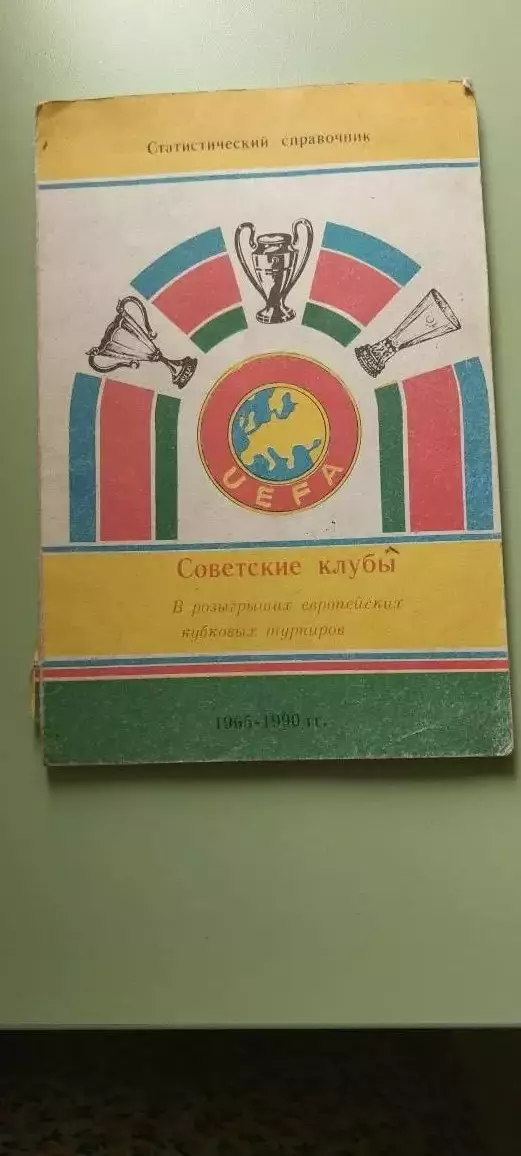 Статистический справочник
UEFA
Советские клубы
В розыгрышах европейских
кубковых турниров
1965-1990 гг.